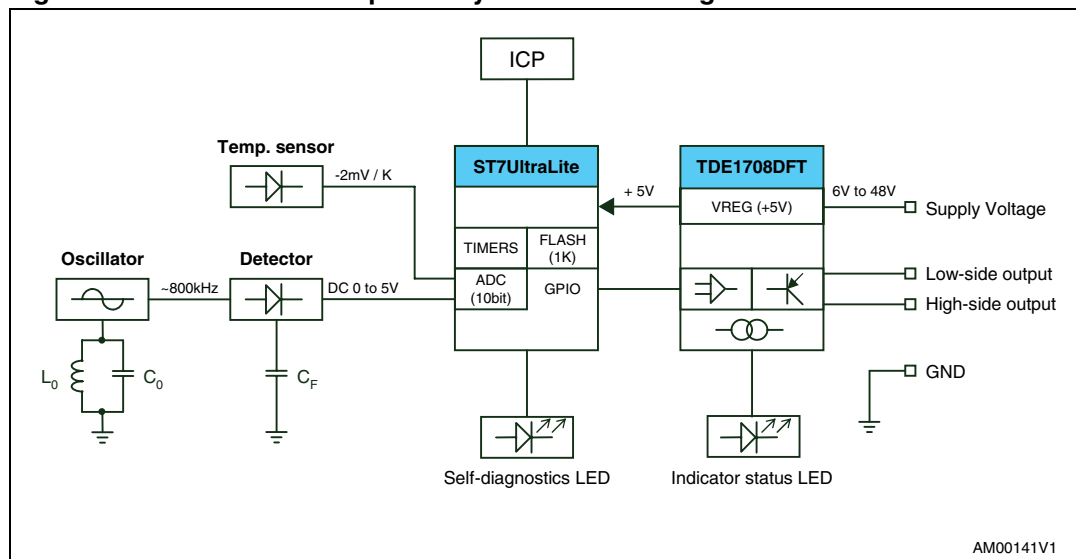 ICP
Temp. sensor
-2mV / K
ST7UltraLite
TDE1708DFT
+ 5V
VREG (+5V)
6V to 48V
Supply Voltage
TIMERS
FLASH
(1K)
Oscillator
~800kHz
Detector
DC 0 to 5V
ADC
(10bit)
GPIO
Low-side output
High-side output
L0
C0
CF
GND
Self-diagnostics LED
Indicator status LED
AM00141V1